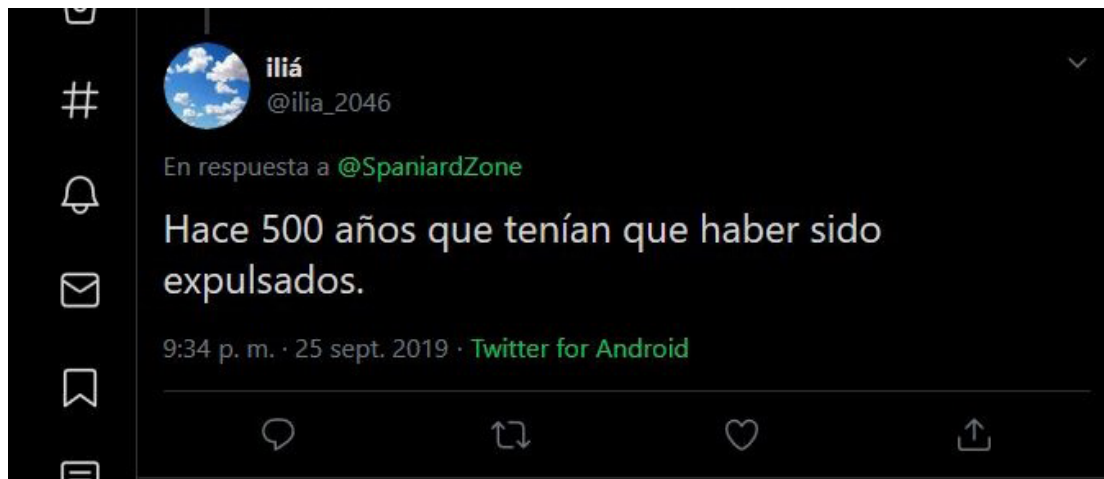 iliá
@ilia_2046
En respuesta a @SpaniardZone
Hace 500 años que tenían que haber sido
expulsados.
9:34 p. m. · 25 sept. 2019 · Twitter for Android